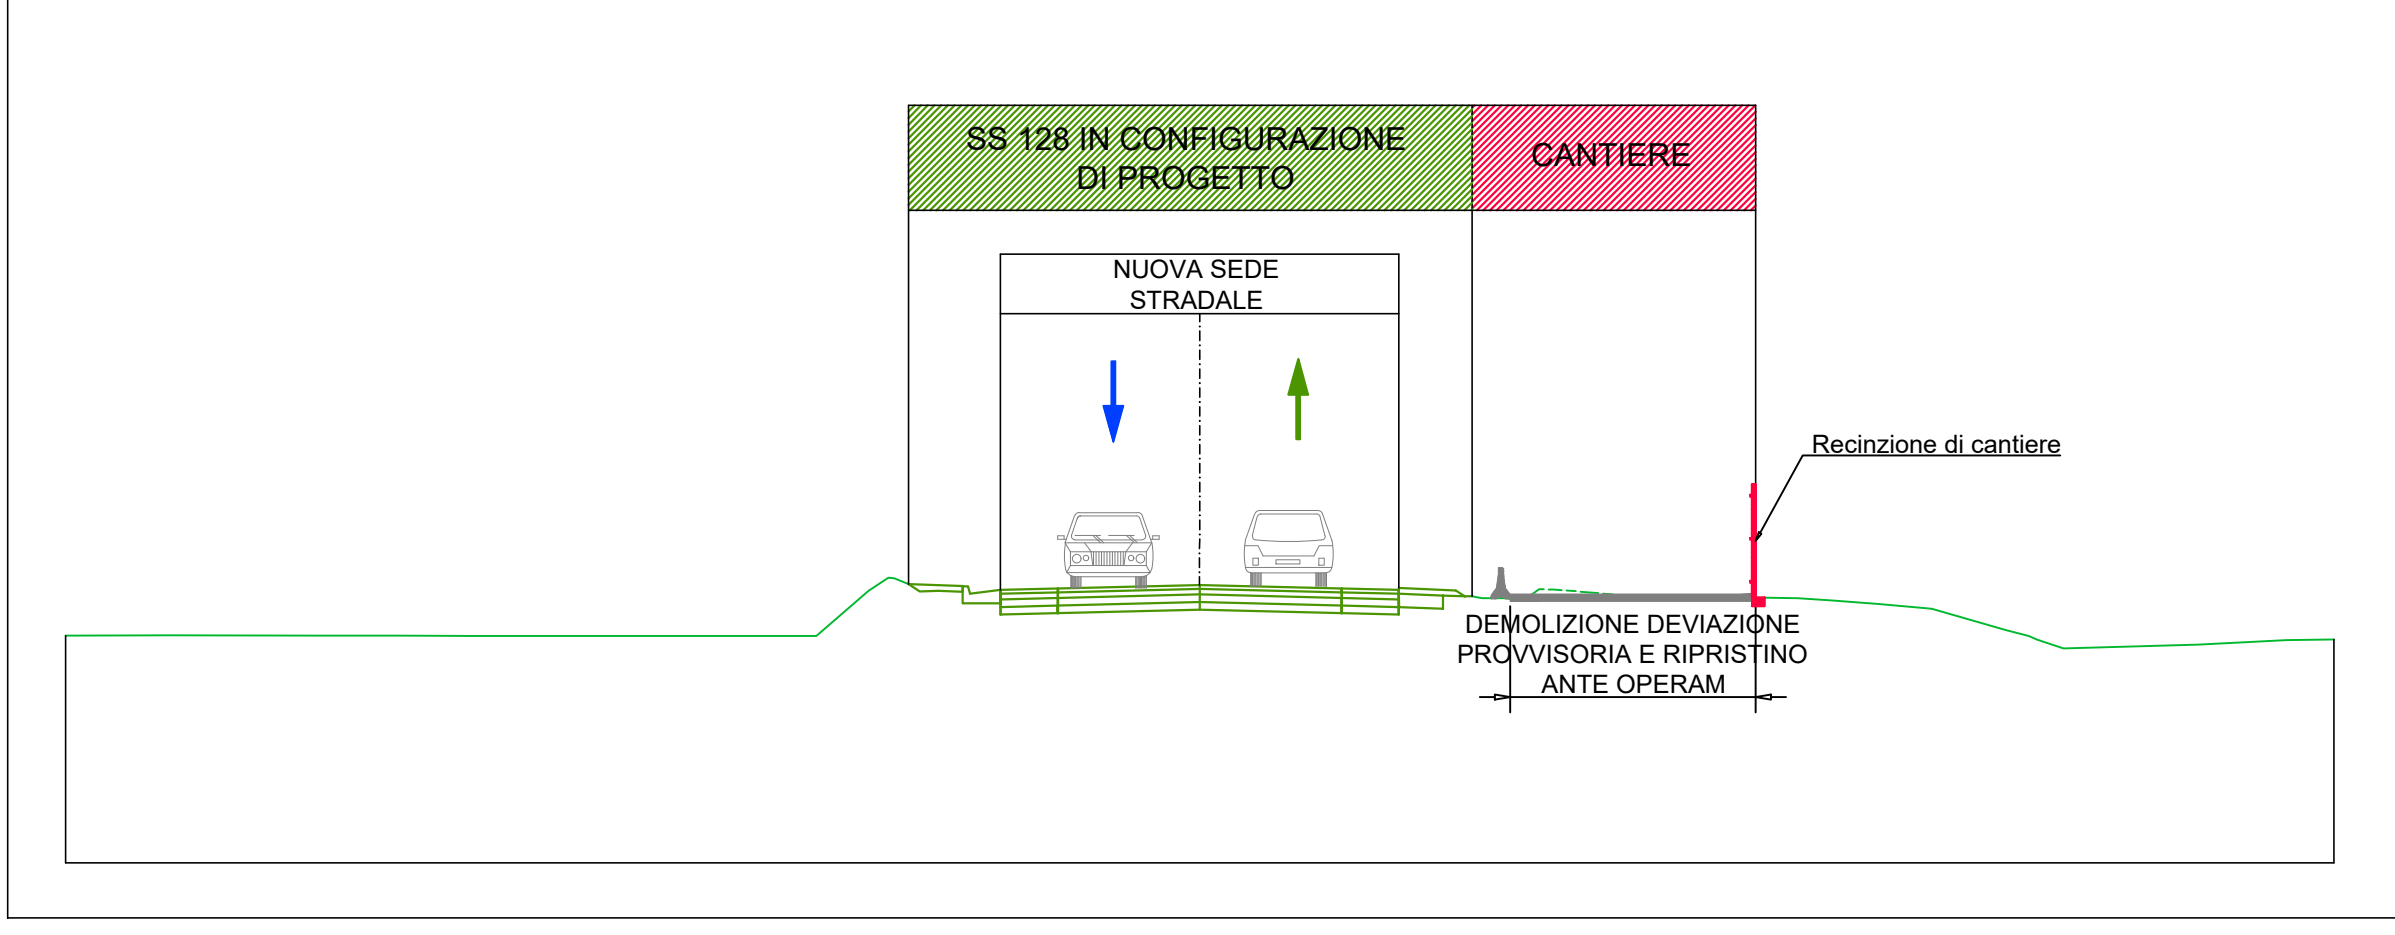 SS 128 IN CONFIGURAZIONE
DI PROGETTO
CANTIERE
NUOVA SEDE
STRADALE
Recinzione di cantiere
DEMOLIZIONE DEVIAZIONE
PROVVISORIA E RIPRISTINO
ANTE OPERAM